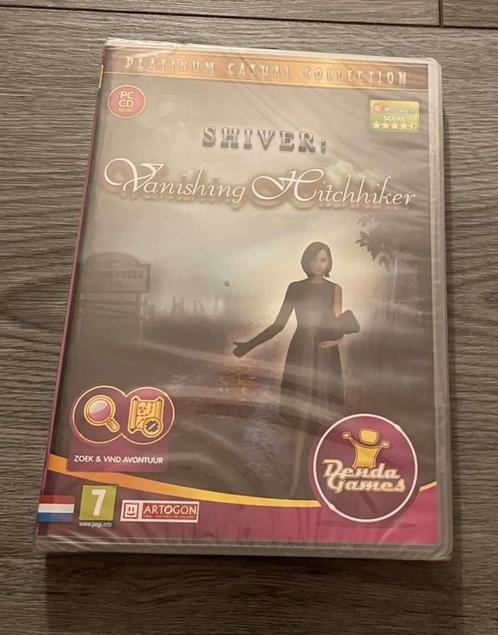 PLATINUM CASUAL COLLECTION
PC
CD
ROM
SCORE
SHIVER:
Vanishing Hitchhiker
ZOEK & VIND AVONTUUR
Denda
Games
7
www.pegi.info
ARTOGON